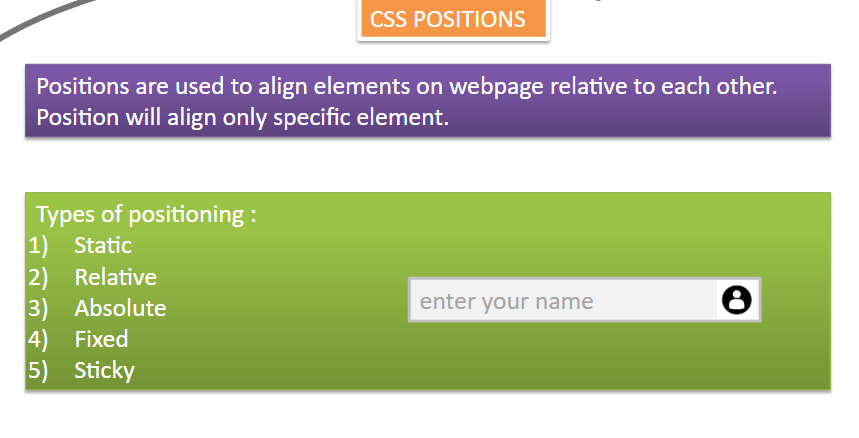 CSS POSITIONS
Positions are used to align elements on webpage relative to each other.
Position will align only specific element.
Types of positioning :
1) Static
2) Relative
3) Absolute
4) Fixed
5) Sticky
enter your name